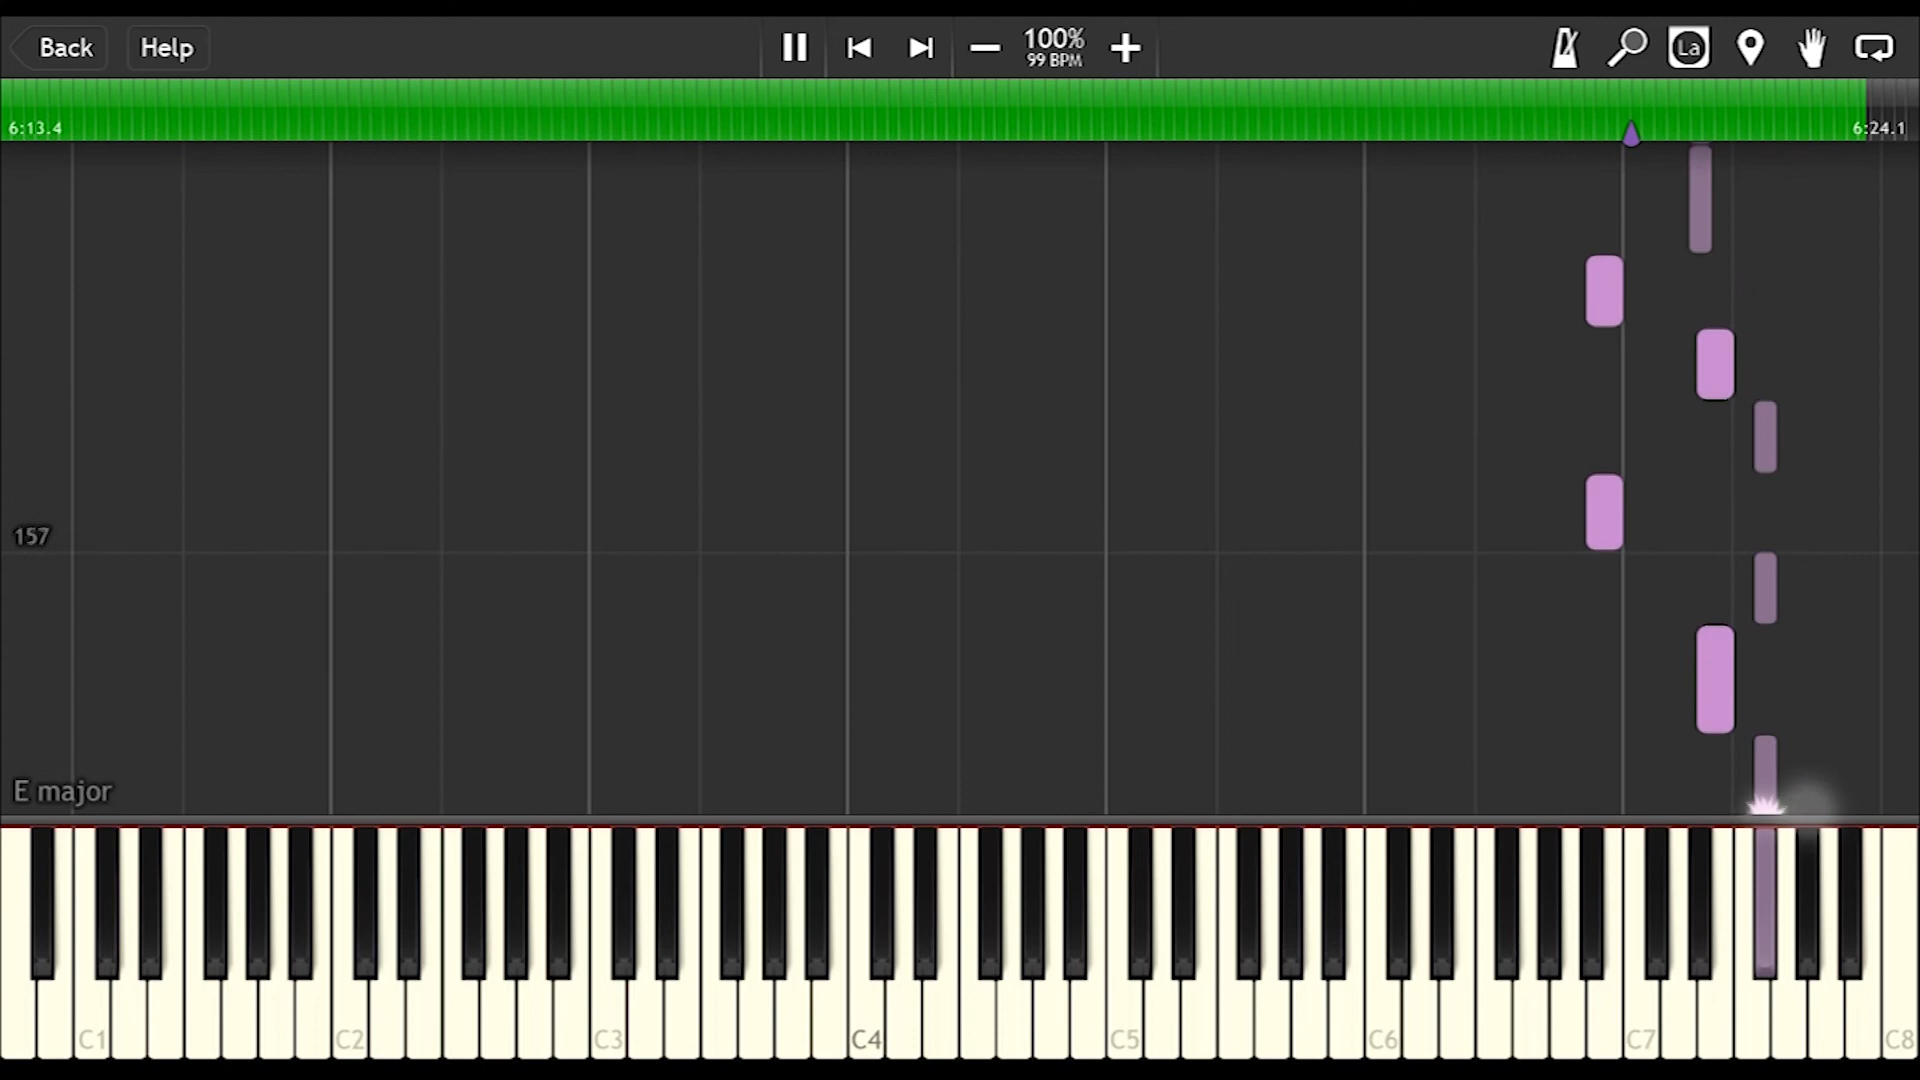 Back
Help
100%
99 BPM
La
6:13.4
6:24.1
157
E major
C1
C2
C3
C4
C5
C6
C7
C8